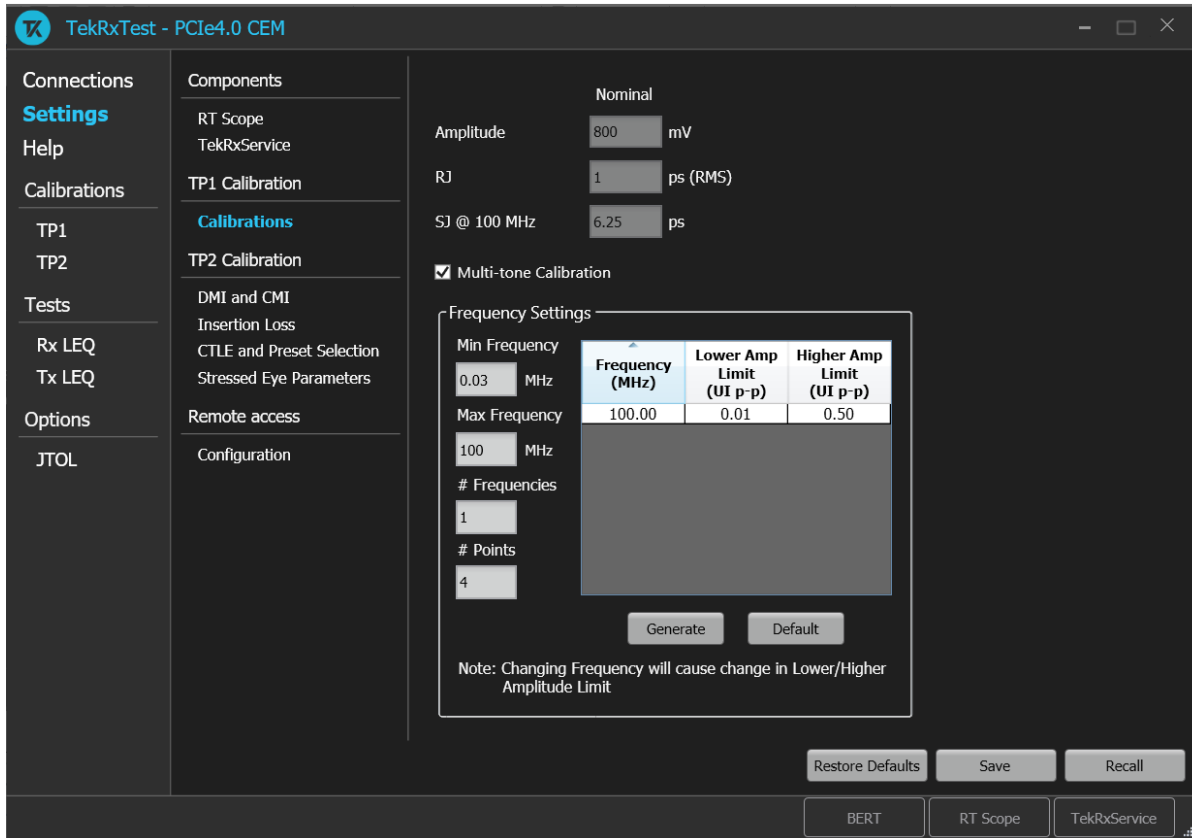 TekRxTest - PCIe4.0 CEM
Connections
Settings
Help
Calibrations
TP1
TP2
Tests
Rx LEQ
Tx LEQ
Options
JTOL
Components
RT Scope
TekRxService
TP1 Calibration
Calibrations
TP2 Calibration
DMI and CMI
Insertion Loss
CTLE and Preset Selection
Stressed Eye Parameters
Remote access
Configuration
Nominal
Amplitude 800 mV
RJ 1 ps (RMS)
SJ @ 100 MHz 6.25 ps
Multi-tone Calibration
Frequency Settings
Min Frequency
0.03 MHz
Max Frequency
100 MHz
# Frequencies
1
# Points
4
Frequency (MHz) Lower Amp Limit (UI p-p) Higher Amp Limit (UI p-p)
100.00 0.01 0.50
Generate Default
Note: Changing Frequency will cause change in Lower/Higher
Amplitude Limit
Restore Defaults Save Recall
BERT RT Scope TekRxService